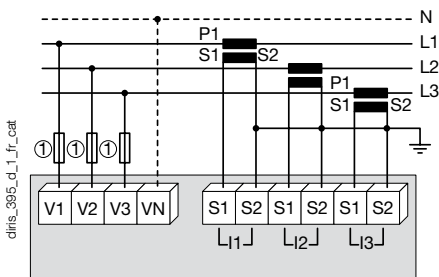 N
P1 L1
S1 S2
L2
P1
L3
S1 S2
① ① ①
V1 V2 V3 VN S1 S2 S1 S2 S1 S2
I1 I2 I3
diris_395_d_1_fr_cat